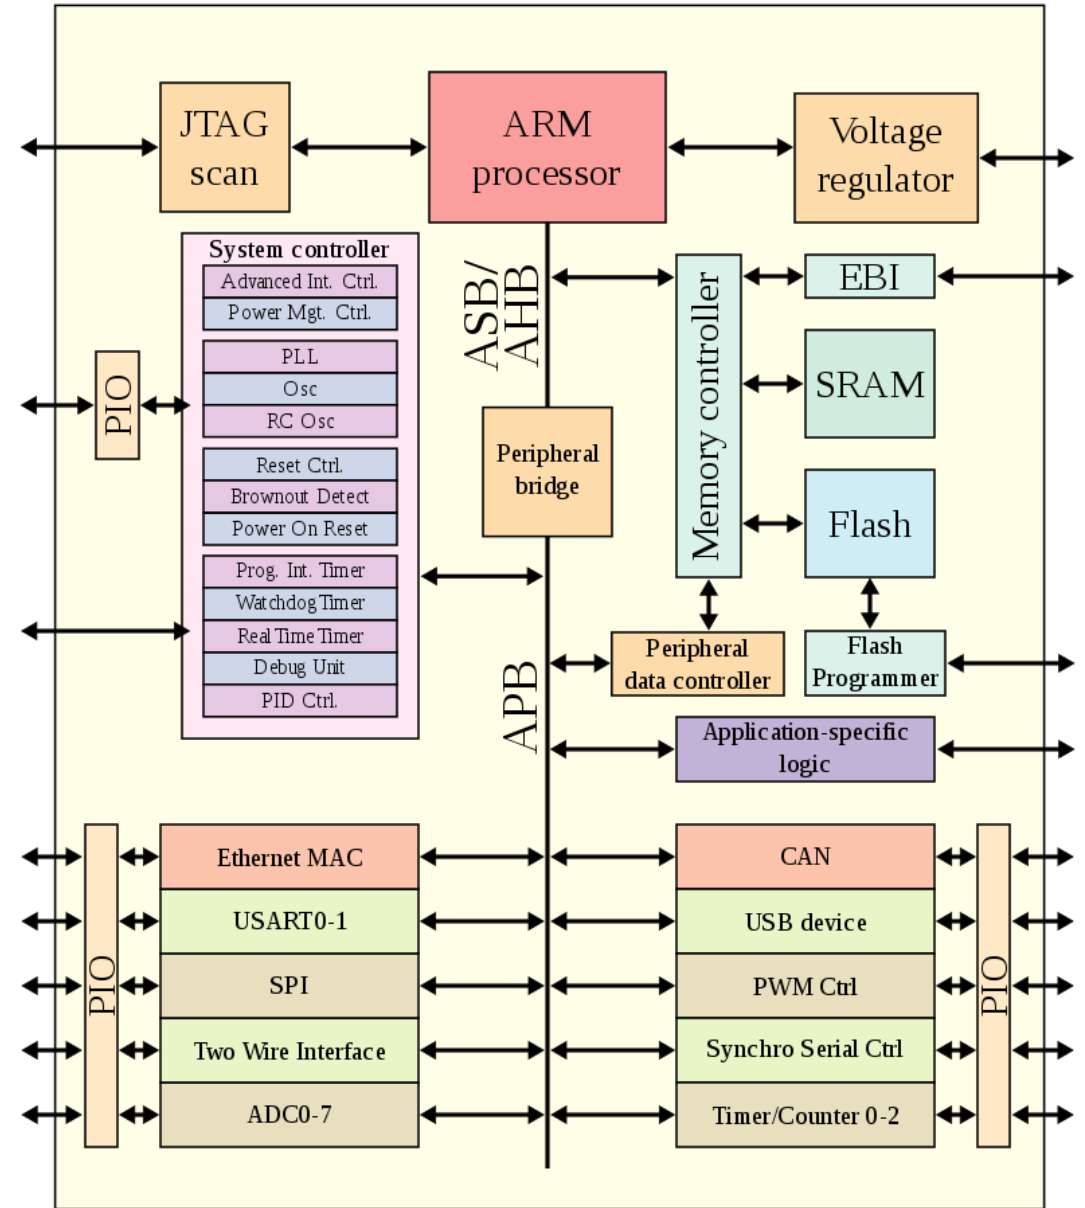 JTAG
scan
ARM
processor
Voltage
regulator
System controller
Advanced Int. Ctrl.
Power Mgt. Ctrl.
PLL
Osc
RC Osc
Reset Ctrl.
Brownout Detect
Power On Reset
Prog. Int. Timer
Watchdog Timer
Real Time Timer
Debug Unit
PID Ctrl.
PIO
ASB/
AHB
Peripheral
bridge
APB
Memory controller
EBI
SRAM
Flash
Peripheral
data controller
Flash
Programmer
Application-specific
logic
PIO
Ethernet MAC
USART0-1
SPI
Two Wire Interface
ADC0-7
CAN
USB device
PWM Ctrl
Synchro Serial Ctrl
Timer/Counter 0-2
PIO